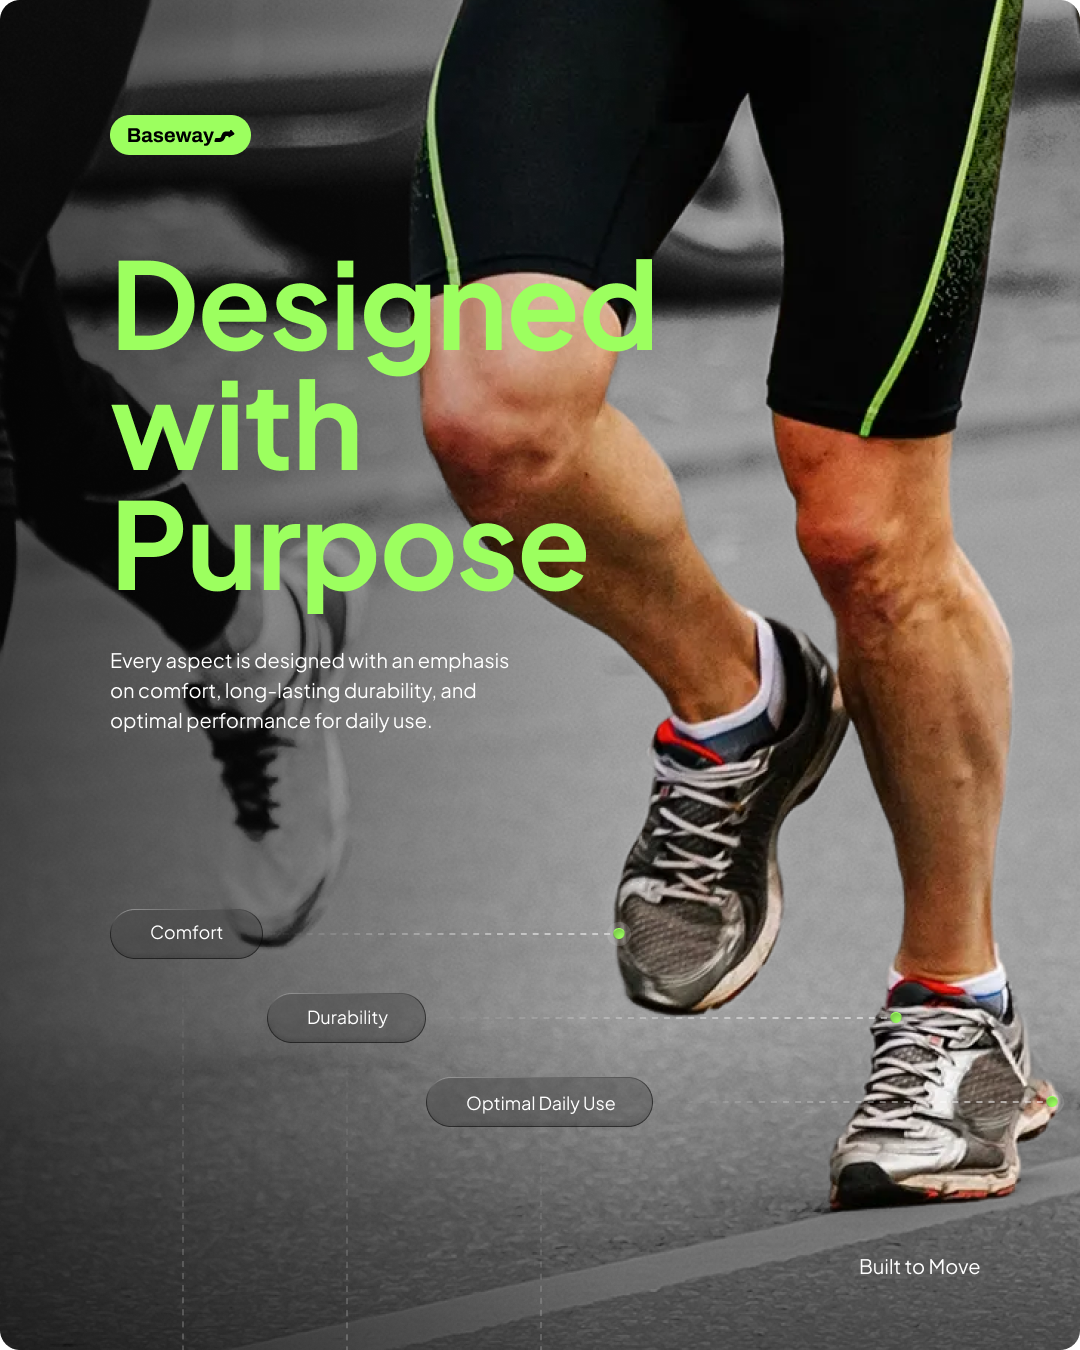 Baseway
Designed
with
Purpose
Every aspect is designed with an emphasis
on comfort, long-lasting durability, and
optimal performance for daily use.
Comfort
Durability
Optimal Daily Use
Built to Move